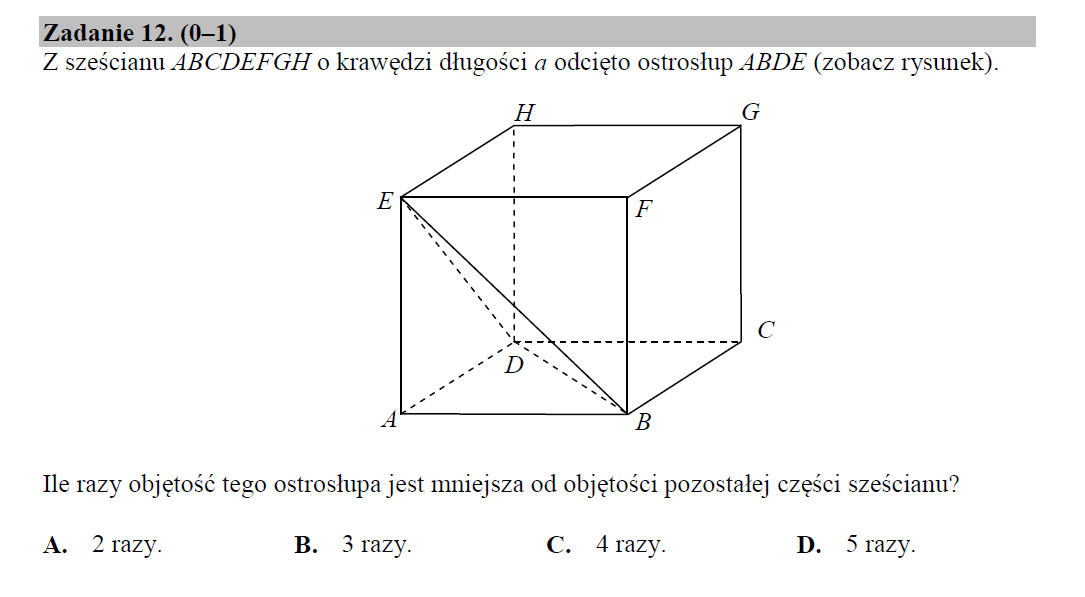 Zadanie 12. (0–1)
Z sześcianu ABCDEFGH o krawędzi długości a odcięto ostrosłup ABDE (zobacz rysunek).
H
G
E
F
C
D
A
B
Ile razy objętość tego ostrosłupa jest mniejsza od objętości pozostałej części sześcianu?
A. 2 razy. B. 3 razy. C. 4 razy. D. 5 razy.